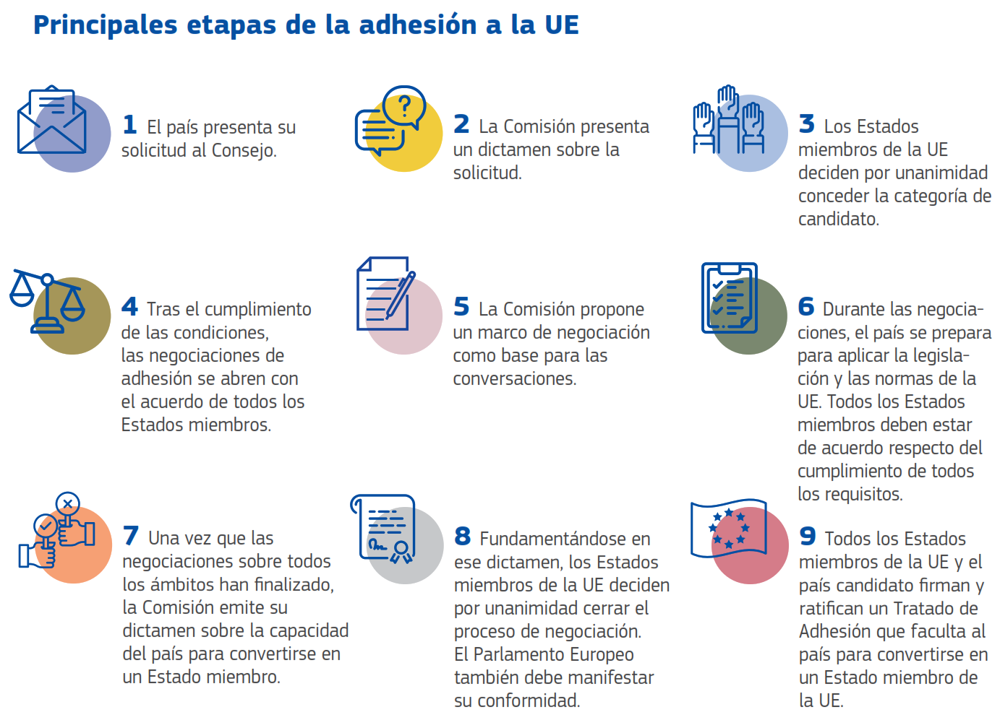 Principales etapas de la adhesión a la UE
1 El país presenta su
solicitud al Consejo.
2 La Comisión presenta
un dictamen sobre la
solicitud.
3 Los Estados
miembros de la UE
deciden por unanimidad
conceder la categoría de
candidato.
4 Tras el cumplimiento
de las condiciones,
las negociaciones de
adhesión se abren con
el acuerdo de todos los
Estados miembros.
5 La Comisión propone
un marco de negociación
como base para las
conversaciones.
6 Durante las negocia-
ciones, el país se prepara
para aplicar la legisla-
ción y las normas de la
UE. Todos los Estados
miembros deben estar
de acuerdo respecto del
cumplimiento de todos
los requisitos.
7 Una vez que las
negociaciones sobre todos
los ámbitos han finalizado,
la Comisión emite su
dictamen sobre la capacidad
del país para convertirse en
un Estado miembro.
8 Fundamentándose en
ese dictamen, los Estados
miembros de la UE deciden
por unanimidad cerrar el
proceso de negociación.
El Parlamento Europeo
también debe manifestar
su conformidad.
9 Todos los Estados
miembros de la UE y el
país candidato firman y
ratifican un Tratado de
Adhesión que faculta al
país para convertirse en
un Estado miembro de
la UE.